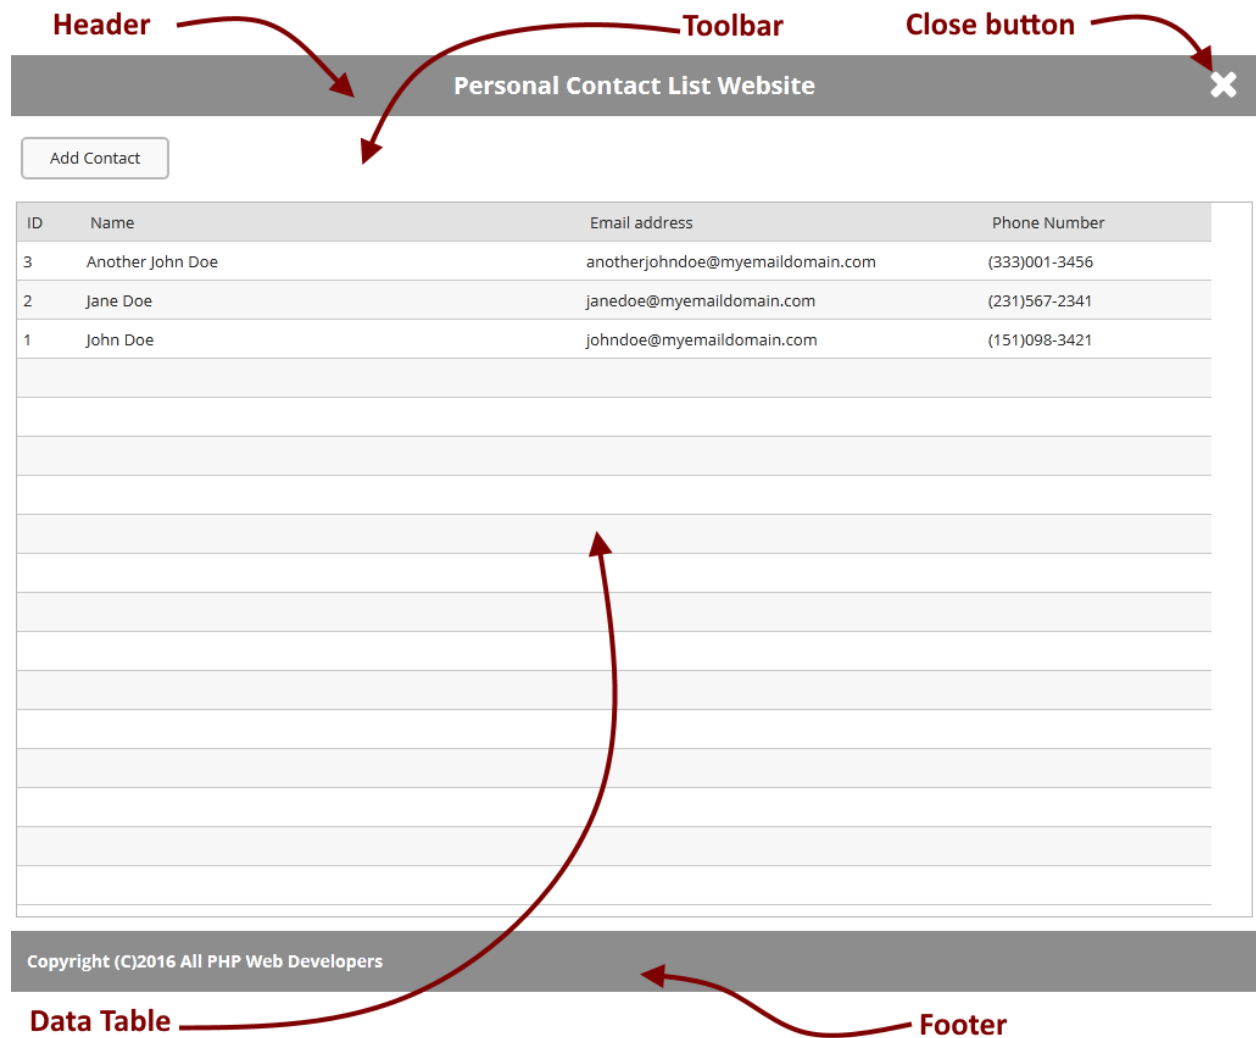 Header Toolbar Close button
Personal Contact List Website
Add Contact
ID Name Email address Phone Number
3 Another John Doe anotherjohndoe@myemaildomain.com (333)001-3456
2 Jane Doe janedoe@myemaildomain.com (231)567-2341
1 John Doe johndoe@myemaildomain.com (151)098-3421
Copyright (C)2016 All PHP Web Developers
Data Table Footer